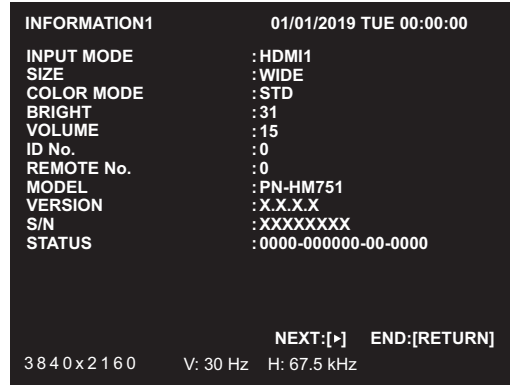 INFORMATION1 01/01/2019 TUE 00:00:00
INPUT MODE :HDMI1
SIZE :WIDE
COLOR MODE :STD
BRIGHT :31
VOLUME :15
ID No. :0
REMOTE No. :0
MODEL :PN-HM751
VERSION :X.X.X.X
S/N :XXXXXXXX
STATUS :0000-000000-00-0000
NEXT:[▸] END:[RETURN]
3840x2160 V: 30 Hz H: 67.5 kHz